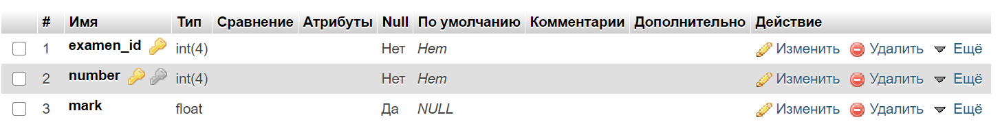 # Имя Тип Сравнение Атрибуты Null По умолчанию Комментарии Дополнительно Действие
1 examen_id int(4) Нет Нет Изменить Удалить Ещё
2 number int(4) Нет Нет Изменить Удалить Ещё
3 mark float Да NULL Изменить Удалить Ещё